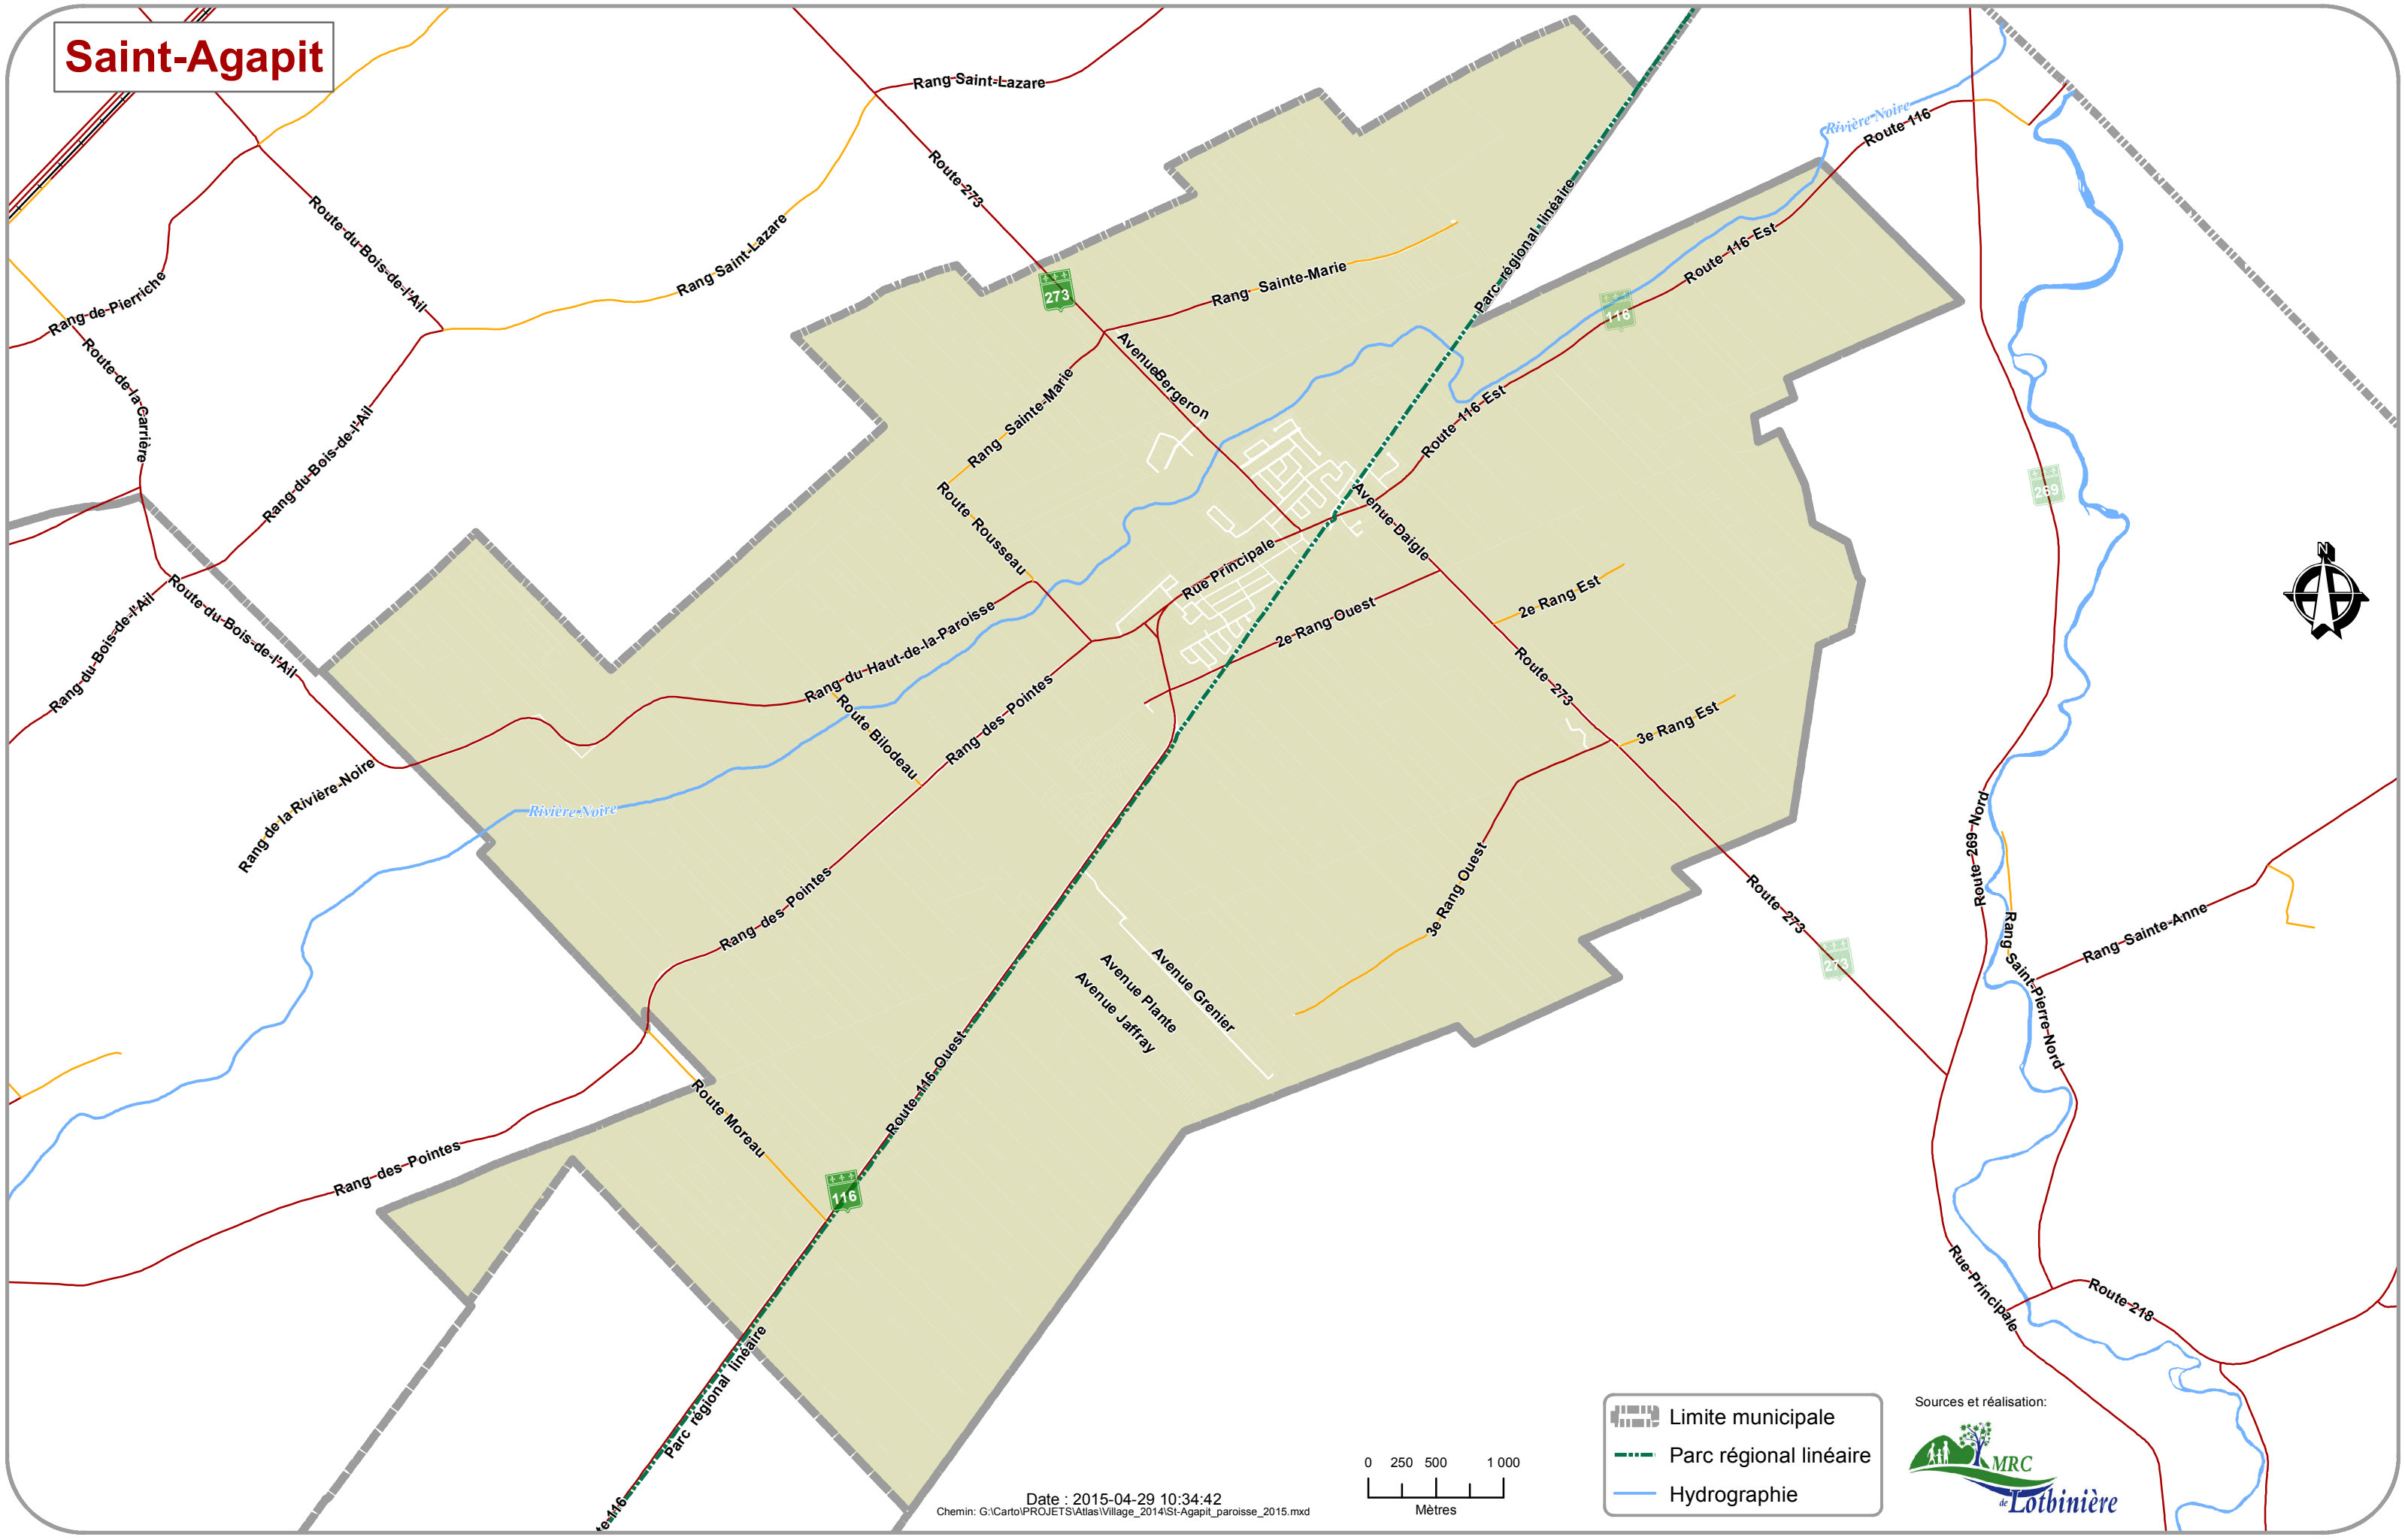 Saint-Agapit
Rang Saint-Lazare
Route 273
Rivière Noire
Route 116
Route du Bois-de-l'Ail
Rang Saint-Lazare
Parc régional linéaire
Rang de Pierriche
273
Rang Sainte-Marie
Route 116 Est
116
Route de la Carrière
Avenue Bergeron
Rang Sainte-Marie
Route 116 Est
Rang du Bois-de-l'Ail
Route Rousseau
Avenue Daigle
269
Rue Principale
N
Rang du Bois-de-l'Ail
Route du Bois-de-l'Ail
Rang du Haut-de-la-Paroisse
2e Rang Ouest
2e Rang Est
Route 273
Route Bilodeau
Rang des Pointes
3e Rang Est
Rang de la Rivière-Noire
Rivière Noire
Route 269 Nord
Rang des Pointes
3e Rang Ouest
Route 273
273
Rang Sainte-Anne
Rang Saint-Pierre-Nord
Avenue Grenier
Avenue Plante
Avenue Jaffray
Route 116 Ouest
Route Moreau
Rang des Pointes
116
Rue Principale
Route 218
Parc régional linéaire
te 116
Limite municipale
Parc régional linéaire
Hydrographie
Sources et réalisation:
MRC
de Lotbinière
0 250 500 1 000
Mètres
Date : 2015-04-29 10:34:42
Chemin: G:\Carto\PROJETS\Atlas\Village_2014\St-Agapit_paroisse_2015.mxd